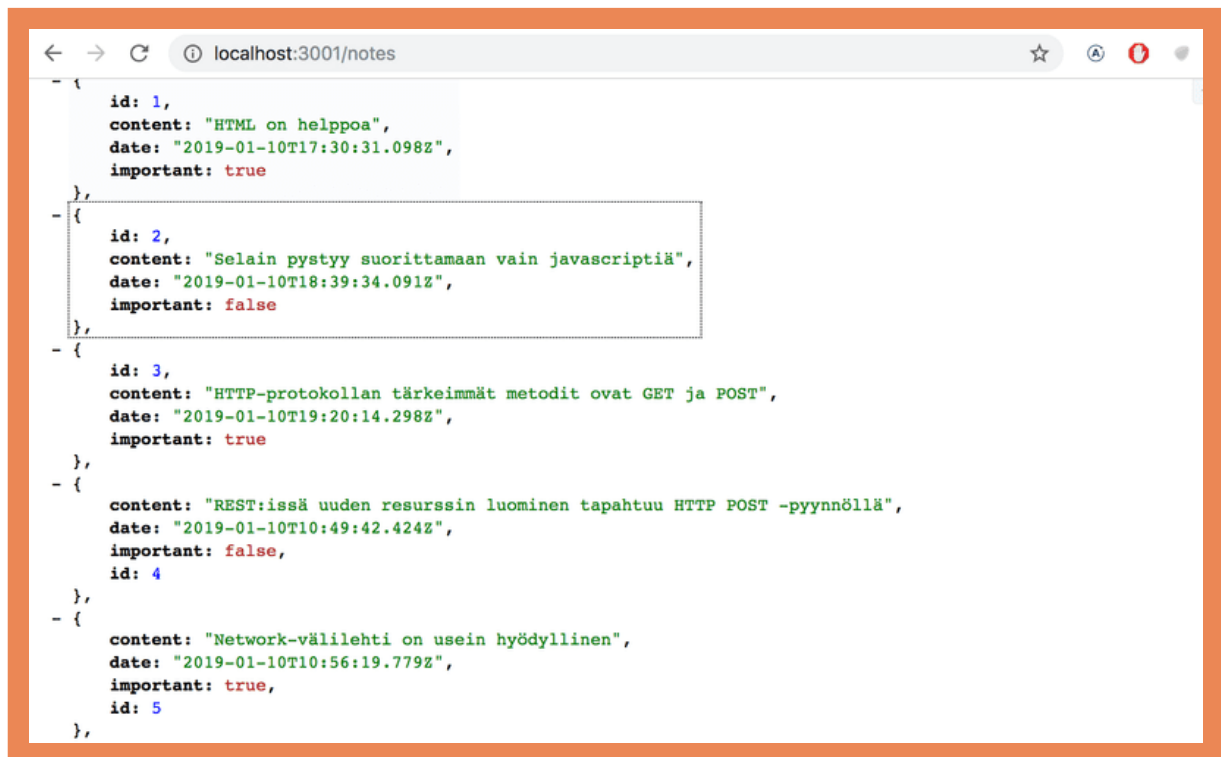 localhost:3001/notes
- {
id: 1,
content: "HTML on helppoa",
date: "2019-01-10T17:30:31.098Z",
important: true
},
- {
id: 2,
content: "Selain pystyy suorittamaan vain javascriptiä",
date: "2019-01-10T18:39:34.091Z",
important: false
},
- {
id: 3,
content: "HTTP-protokollan tärkeimmät metodit ovat GET ja POST",
date: "2019-01-10T19:20:14.298Z",
important: true
},
- {
content: "REST:issä uuden resurssin luominen tapahtuu HTTP POST -pyynnöllä",
date: "2019-01-10T10:49:42.424Z",
important: false,
id: 4
},
- {
content: "Network-välilehti on usein hyödyllinen",
date: "2019-01-10T10:56:19.779Z",
important: true,
id: 5
},